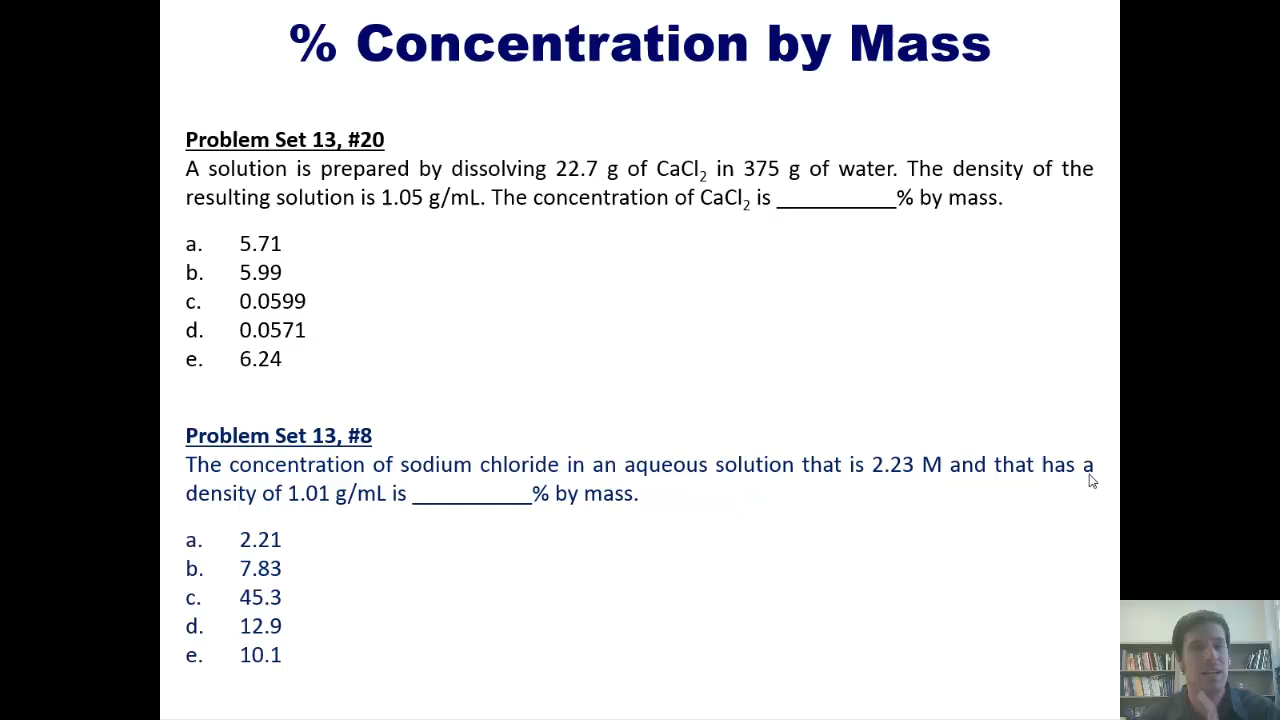 % Concentration by Mass
Problem Set 13, #20
A solution is prepared by dissolving 22.7 g of CaCl₂ in 375 g of water. The density of the
resulting solution is 1.05 g/mL. The concentration of CaCl₂ is __________% by mass.
a. 5.71
b. 5.99
c. 0.0599
d. 0.0571
e. 6.24
Problem Set 13, #8
The concentration of sodium chloride in an aqueous solution that is 2.23 M and that has a
density of 1.01 g/mL is __________% by mass.
a. 2.21
b. 7.83
c. 45.3
d. 12.9
e. 10.1